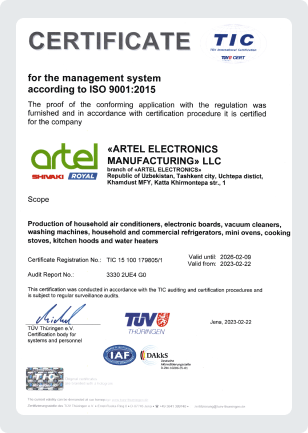 CERTIFICATE
TIC
TÜV CERT
for the management system
according to ISO 9001:2015
The proof of the conforming application with the regulation was
furnished and in accordance with certification procedure it is certified
for the company
artel
SHIVAKI ROYAL
«ARTEL ELECTRONICS
MANUFACTURING» LLC
branch of «ARTEL ELECTRONICS»
Republic of Uzbekistan, Tashkent city, Uchtepa distict,
Khamdust MFY, Katta Khirmontepa str., 1
Scope
Production of household air conditioners, electronic boards, vacuum cleaners,
washing machines, household and commercial refrigerators, mini ovens, cooking
stoves, kitchen hoods and water heaters
Certificate Registration No.: TIC 15 100 179805/1
Valid until: 2026-02-09
Valid from: 2023-02-22
Audit Report No.: 3330 2UE4 G0
This certification was conducted in accordance with the TIC auditing and certification procedures and
is subject to regular surveillance audits.
TÜV Thüringen e.V.
Certification body for
systems and personnel
TÜV
THÜRINGEN
Jena, 2023-02-22
IAF
DAkkS
Deutsche
Akkreditierungsstelle
TIC